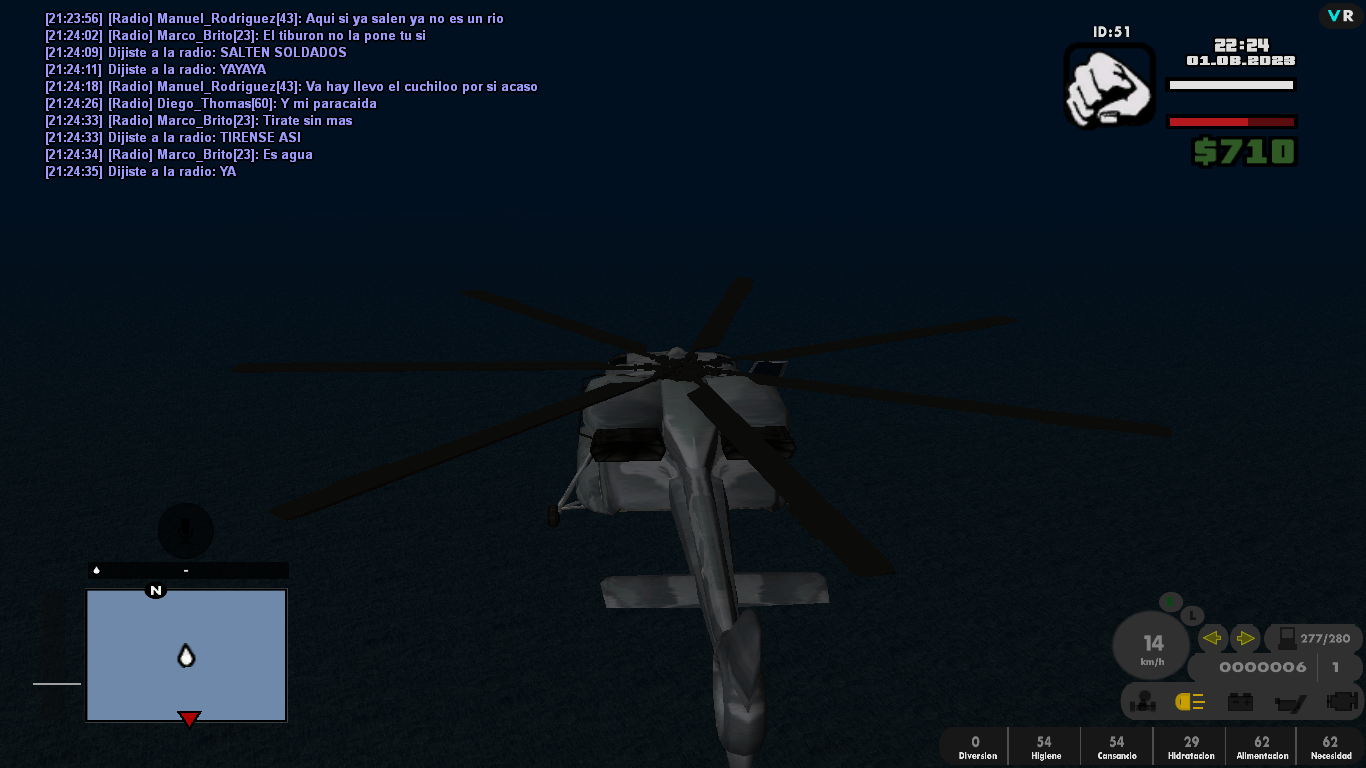 [21:23:56] [Radio] Manuel_Rodriguez[43]: Aqui si ya salen ya no es un rio
[21:24:02] [Radio] Marco_Brito[23]: El tiburon no la pone tu si
[21:24:09] Dijiste a la radio: SALTEN SOLDADOS
[21:24:11] Dijiste a la radio: YAYAYA
[21:24:18] [Radio] Manuel_Rodriguez[43]: Va hay llevo el cuchiloo por si acaso
[21:24:26] [Radio] Diego_Thomas[60]: Y mi paracaida
[21:24:33] [Radio] Marco_Brito[23]: Tirate sin mas
[21:24:33] Dijiste a la radio: TIRENSE ASI
[21:24:34] [Radio] Marco_Brito[23]: Es agua
[21:24:35] Dijiste a la radio: YA
VR
ID:51
22:24
01.08.2023
$710
-
N
P
L
14
km/h
277/280
0000006
1
0 54 54 29 62 62
Diversion Higiene Cansancio Hidratacion Alimentacion Necesidad